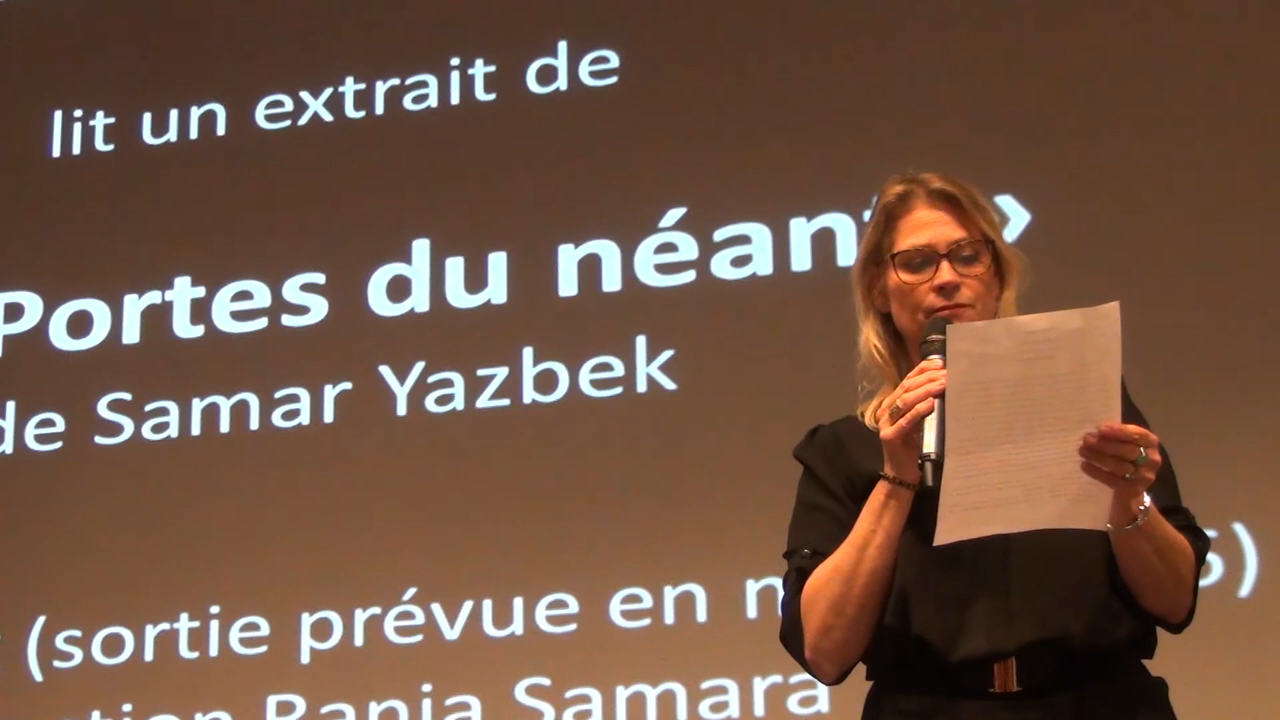 lit un extrait de
Portes du néant »
de Samar Yazbek
(sortie prévue en
Rania Samara